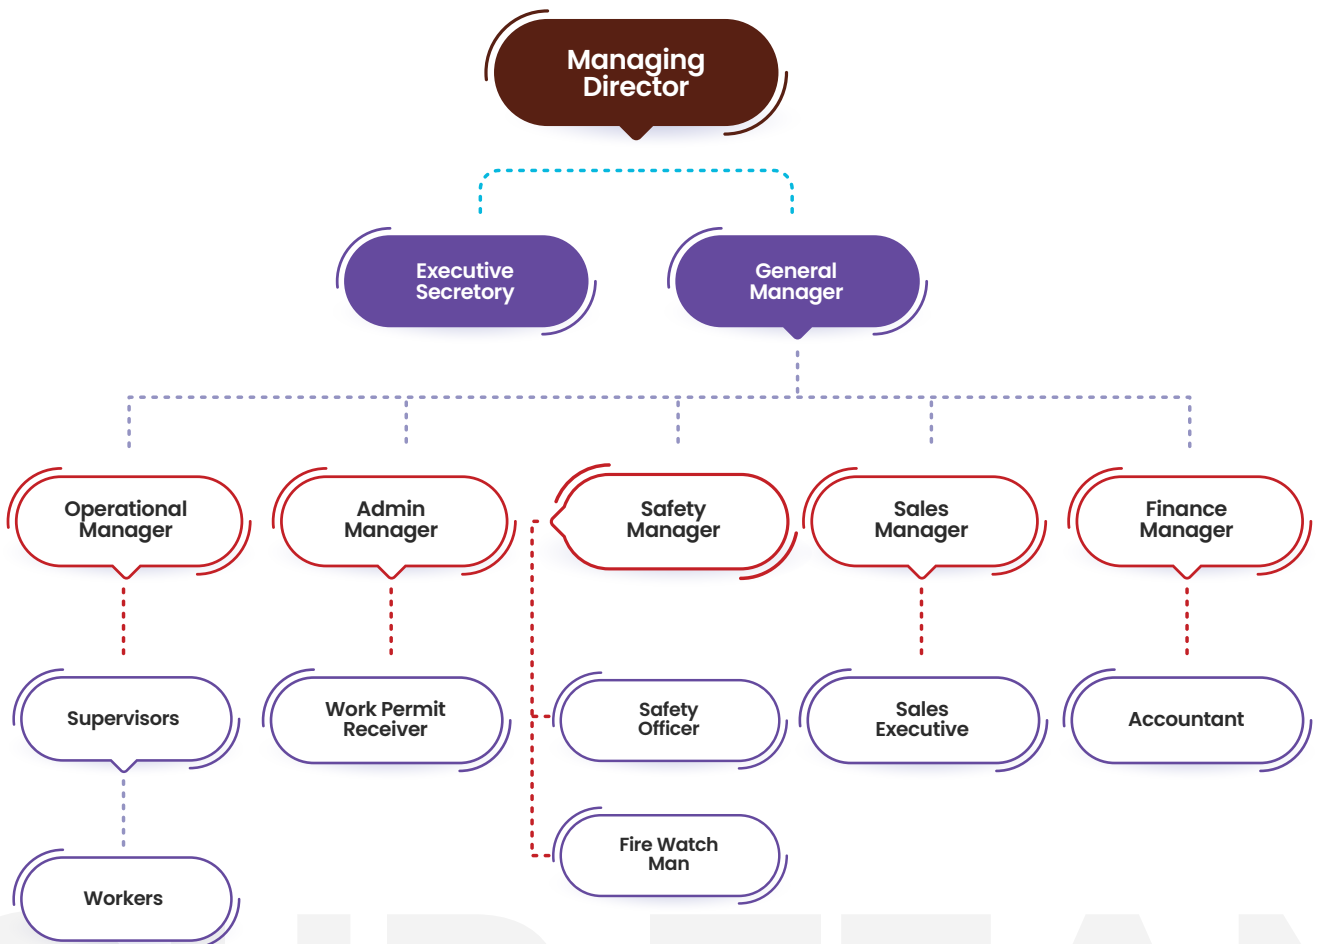 Managing
Director
Executive
Secretory
General
Manager
Operational
Manager
Admin
Manager
Safety
Manager
Sales
Manager
Finance
Manager
Supervisors
Work Permit
Receiver
Safety
Officer
Sales
Executive
Accountant
Fire Watch
Man
Workers